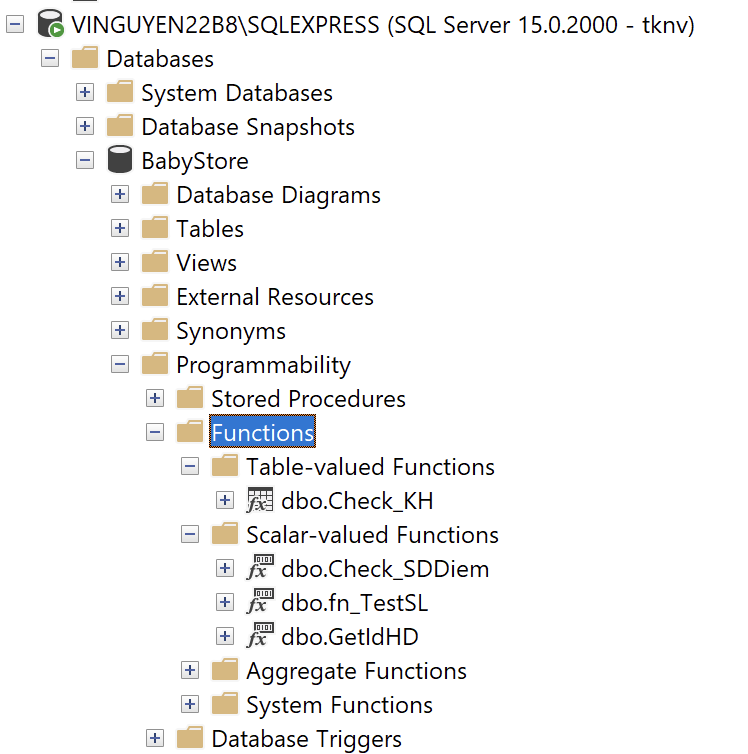 VINGUYEN22B8\SQLEXPRESS (SQL Server 15.0.2000 - tknv)
Databases
System Databases
Database Snapshots
BabyStore
Database Diagrams
Tables
Views
External Resources
Synonyms
Programmability
Stored Procedures
Functions
Table-valued Functions
dbo.Check_KH
Scalar-valued Functions
dbo.Check_SDDiem
dbo.fn_TestSL
dbo.GetIdHD
Aggregate Functions
System Functions
Database Triggers